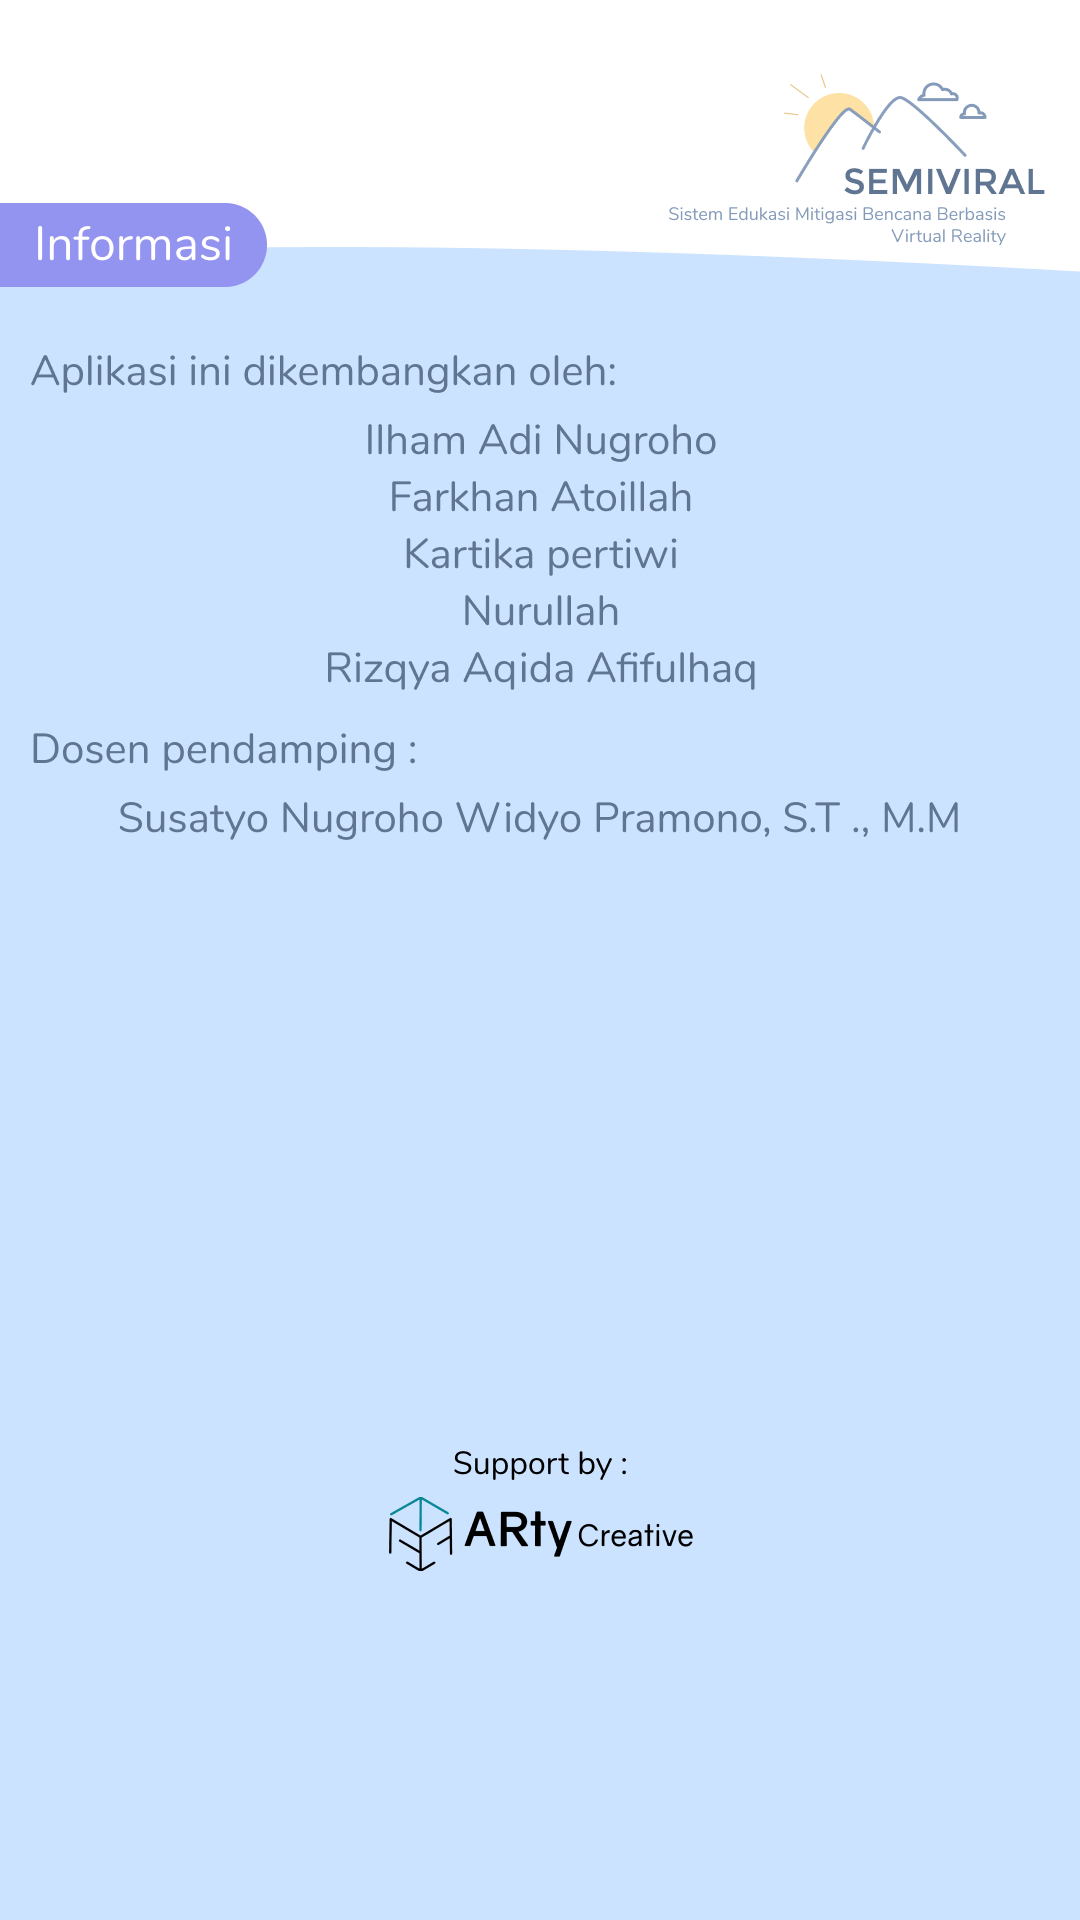 SEMIVIRAL
Sistem Edukasi Mitigasi Bencana Berbasis
Virtual Reality
Informasi
Aplikasi ini dikembangkan oleh:
Ilham Adi Nugroho
Farkhan Atoillah
Kartika pertiwi
Nurullah
Rizqya Aqida Afifulhaq
Dosen pendamping :
Susatyo Nugroho Widyo Pramono, S.T ., M.M
Support by :
ARty Creative